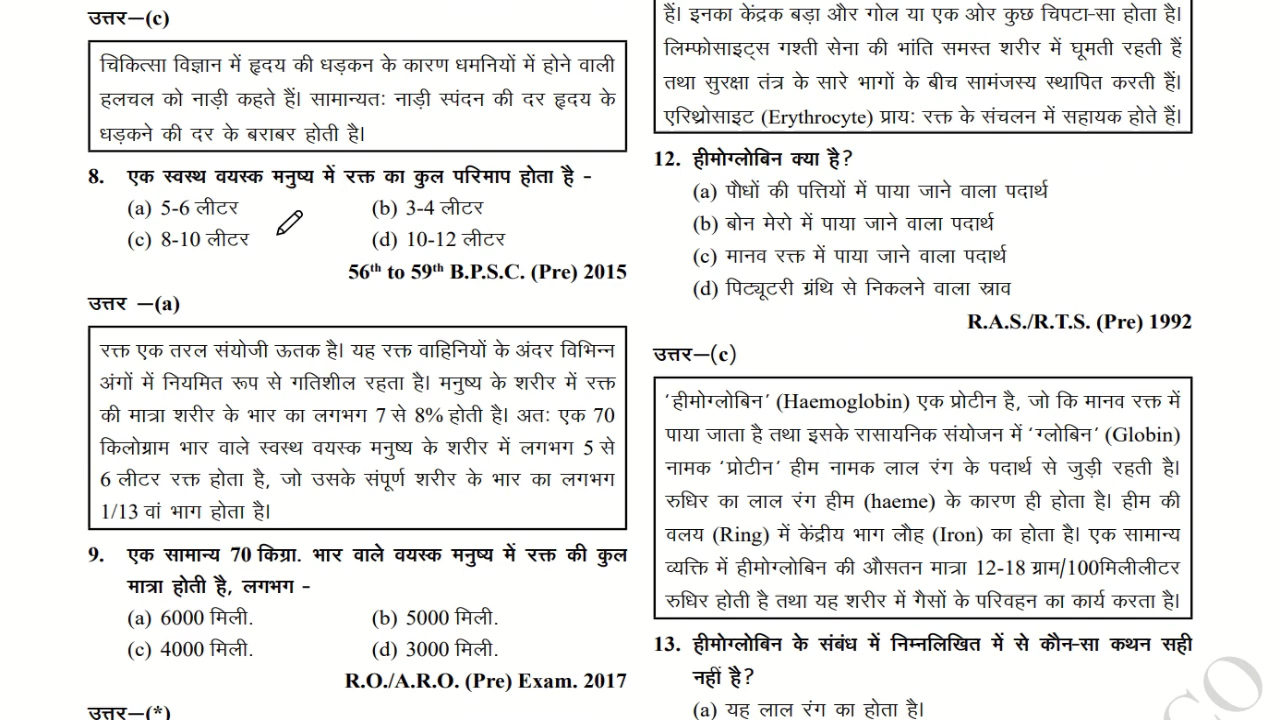 उत्तर–(c)
चिकित्सा विज्ञान में हृदय की धड़कन के कारण धमनियों में होने वाली
हलचल को नाड़ी कहते हैं। सामान्यतः नाड़ी स्पंदन की दर हृदय के
धड़कने की दर के बराबर होती है।
8. एक स्वस्थ वयस्क मनुष्य में रक्त का कुल परिमाप होता है -
(a) 5-6 लीटर (b) 3-4 लीटर
(c) 8-10 लीटर (d) 10-12 लीटर
56th to 59th B.P.S.C. (Pre) 2015
उत्तर –(a)
रक्त एक तरल संयोजी ऊतक है। यह रक्त वाहिनियों के अंदर विभिन्न
अंगों में नियमित रूप से गतिशील रहता है। मनुष्य के शरीर में रक्त
की मात्रा शरीर के भार का लगभग 7 से 8% होती है। अतः एक 70
किलोग्राम भार वाले स्वस्थ वयस्क मनुष्य के शरीर में लगभग 5 से
6 लीटर रक्त होता है, जो उसके संपूर्ण शरीर के भार का लगभग
1/13 वां भाग होता है।
9. एक सामान्य 70 किग्रा. भार वाले वयस्क मनुष्य में रक्त की कुल
मात्रा होती है, लगभग -
(a) 6000 मिली. (b) 5000 मिली.
(c) 4000 मिली. (d) 3000 मिली.
R.O./A.R.O. (Pre) Exam. 2017
उत्तर–(*)
हैं। इनका केंद्रक बड़ा और गोल या एक ओर कुछ चिपटा-सा होता है।
लिम्फोसाइट्स गश्ती सेना की भांति समस्त शरीर में घूमती रहती हैं
तथा सुरक्षा तंत्र के सारे भागों के बीच सामंजस्य स्थापित करती हैं।
एरिथ्रोसाइट (Erythrocyte) प्रायः रक्त के संचलन में सहायक होते हैं।
12. हीमोग्लोबिन क्या है?
(a) पौधों की पत्तियों में पाया जाने वाला पदार्थ
(b) बोन मेरो में पाया जाने वाला पदार्थ
(c) मानव रक्त में पाया जाने वाला पदार्थ
(d) पिट्यूटरी ग्रंथि से निकलने वाला स्राव
R.A.S./R.T.S. (Pre) 1992
उत्तर–(c)
'हीमोग्लोबिन' (Haemoglobin) एक प्रोटीन है, जो कि मानव रक्त में
पाया जाता है तथा इसके रासायनिक संयोजन में 'ग्लोबिन' (Globin)
नामक 'प्रोटीन' हीम नामक लाल रंग के पदार्थ से जुड़ी रहती है।
रुधिर का लाल रंग हीम (haeme) के कारण ही होता है। हीम की
वलय (Ring) में केंद्रीय भाग लौह (Iron) का होता है। एक सामान्य
व्यक्ति में हीमोग्लोबिन की औसतन मात्रा 12-18 ग्राम/100मिलीलीटर
रुधिर होती है तथा यह शरीर में गैसों के परिवहन का कार्य करता है।
13. हीमोग्लोबिन के संबंध में निम्नलिखित में से कौन-सा कथन सही
नहीं है?
(a) यह लाल रंग का होता है।